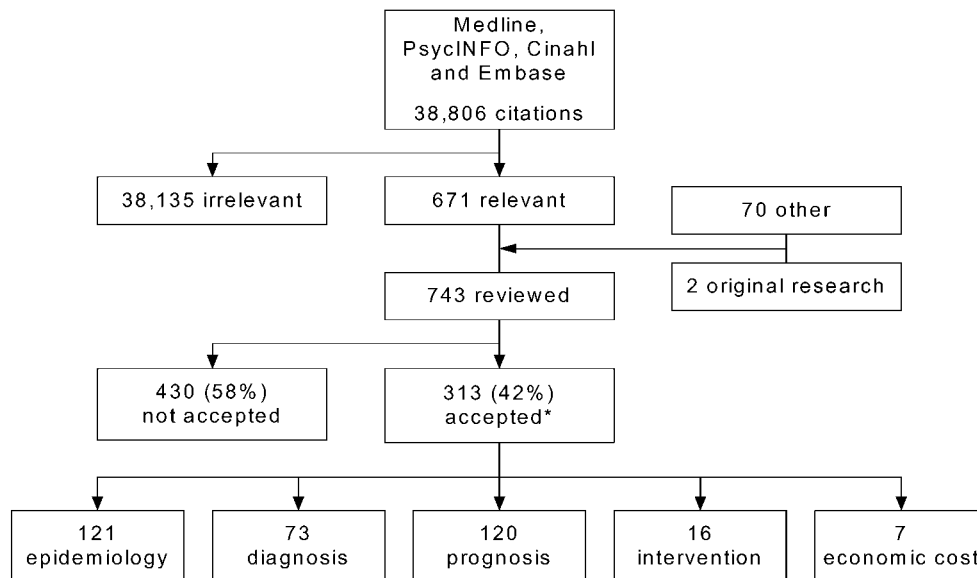 Medline,
PsycINFO, Cinahl
and Embase
38,806 citations
38,135 irrelevant
671 relevant
70 other
2 original research
743 reviewed
430 (58%)
not accepted
313 (42%)
accepted*
121
epidemiology
73
diagnosis
120
prognosis
16
intervention
7
economic cost